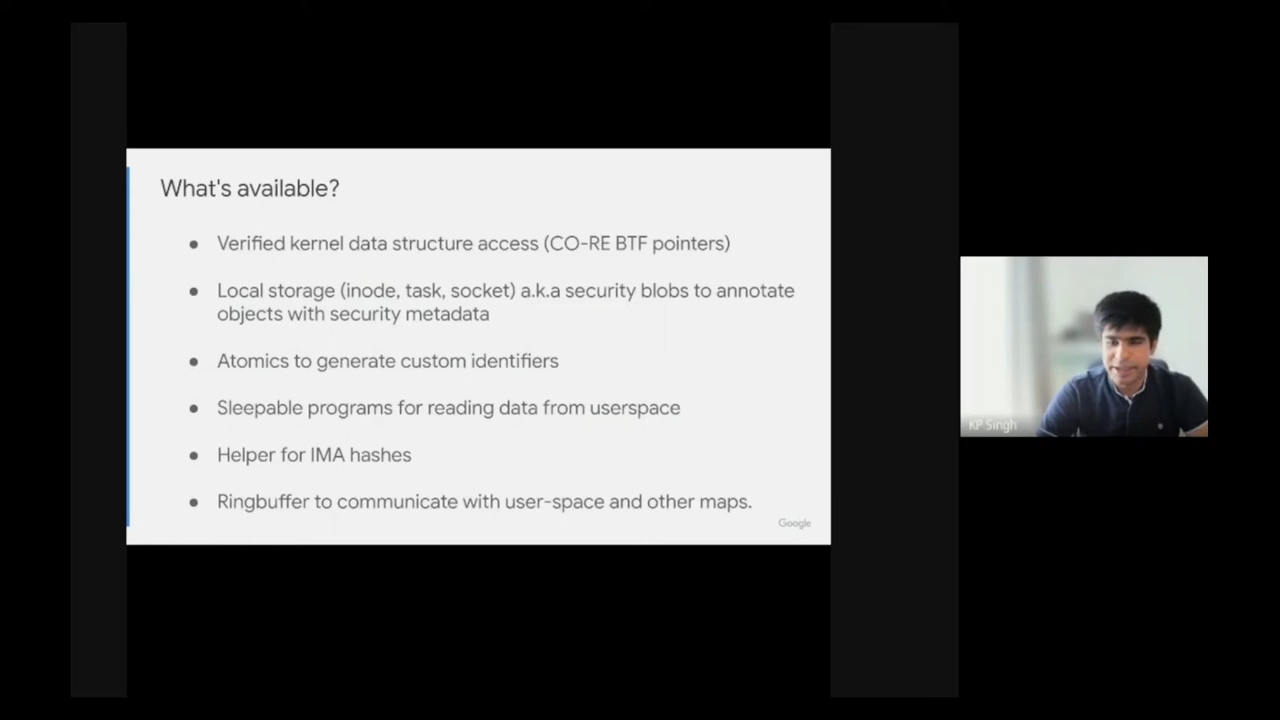 What's available?
● Verified kernel data structure access (CO-RE BTF pointers)
● Local storage (inode, task, socket) a.k.a security blobs to annotate
objects with security metadata
● Atomics to generate custom identifiers
● Sleepable programs for reading data from userspace
● Helper for IMA hashes
● Ringbuffer to communicate with user-space and other maps.
Google
KP Singh